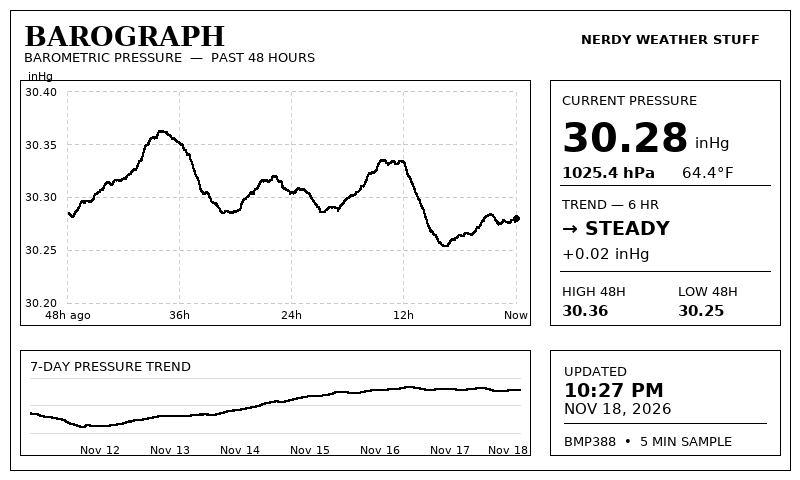 BAROGRAPH
BAROMETRIC PRESSURE — PAST 48 HOURS
NERDY WEATHER STUFF
inHg
30.40
30.35
30.30
30.25
30.20
48h ago 36h 24h 12h Now
CURRENT PRESSURE
30.28 inHg
1025.4 hPa 64.4°F
TREND — 6 HR
→ STEADY
+0.02 inHg
HIGH 48H LOW 48H
30.36 30.25
7-DAY PRESSURE TREND
Nov 12 Nov 13 Nov 14 Nov 15 Nov 16 Nov 17 Nov 18
UPDATED
10:27 PM
NOV 18, 2026
BMP388 • 5 MIN SAMPLE